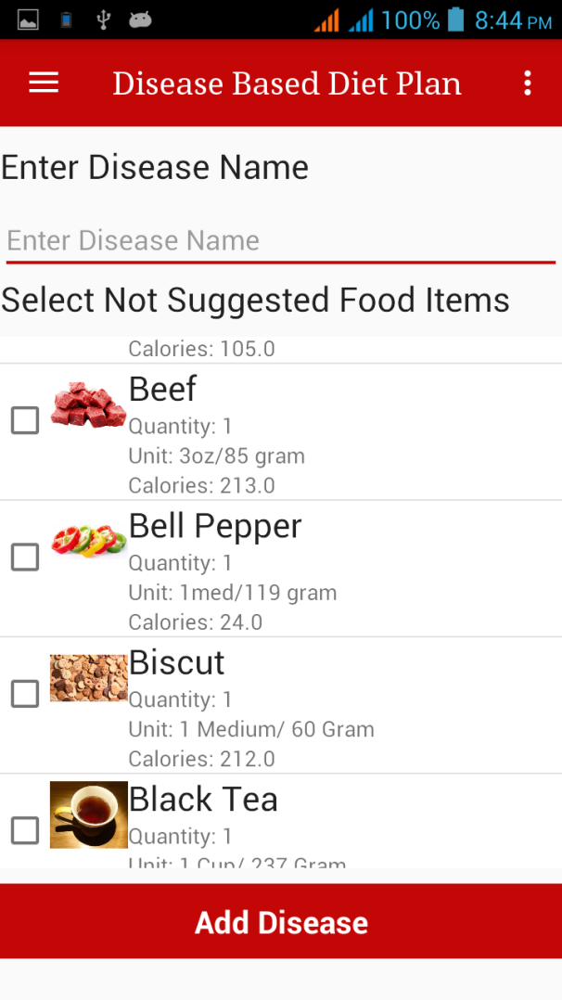 100% 8:44 PM
Disease Based Diet Plan
Enter Disease Name
Enter Disease Name
Select Not Suggested Food Items
Calories: 105.0
Beef
Quantity: 1
Unit: 3oz/85 gram
Calories: 213.0
Bell Pepper
Quantity: 1
Unit: 1med/119 gram
Calories: 24.0
Biscut
Quantity: 1
Unit: 1 Medium/ 60 Gram
Calories: 212.0
Black Tea
Quantity: 1
Unit: 1 Cup/ 237 Gram
Add Disease